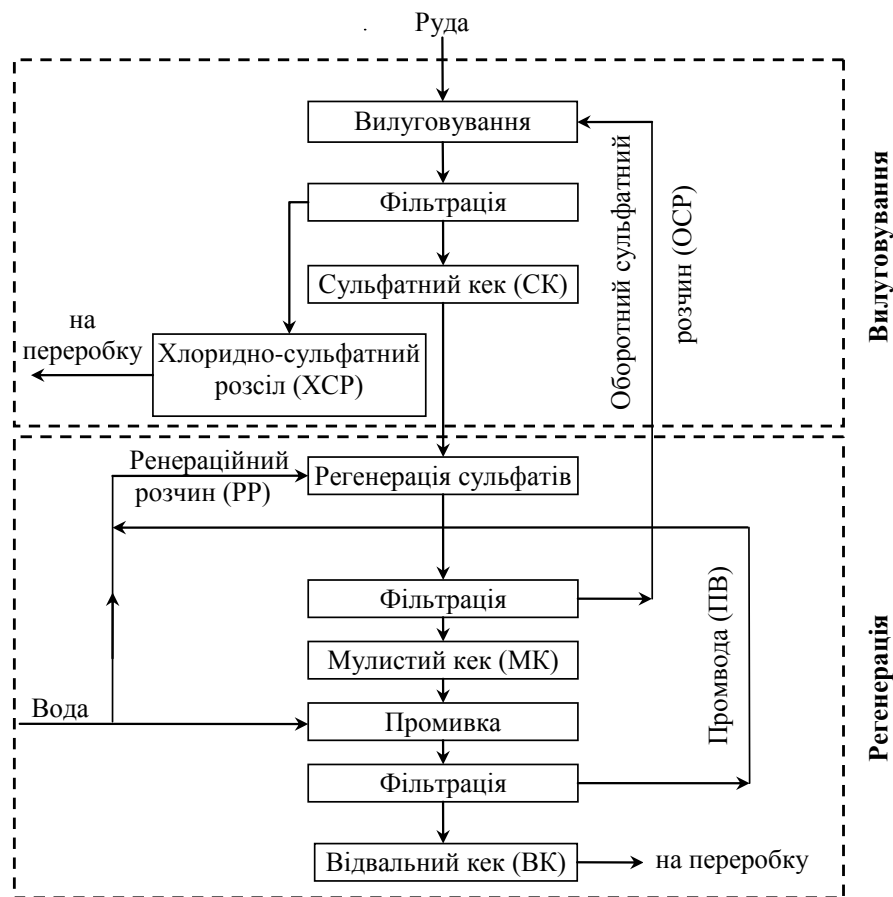 Руда
Вилуговування
Фільтрація
Сульфатний кек (СК)
на
переробку
Хлоридно-сульфатний
розсіл (ХСР)
Оборотний сульфатний
розчин (ОСР)
Вилуговування
Ренераційний
розчин (РР)
Регенерація сульфатів
Фільтрація
Мулистий кек (МК)
Вода
Промивка
Фільтрація
Промвода (ПВ)
Відвальний кек (ВК)
на переробку
Регенерація